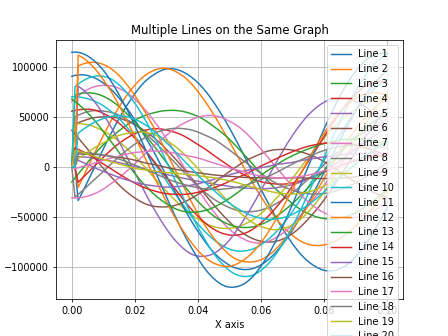 Multiple Lines on the Same Graph
100000
50000
0
−50000
−100000
0.00
0.02
0.04
0.06
0.08
X axis
Line 1
Line 2
Line 3
Line 4
Line 5
Line 6
Line 7
Line 8
Line 9
Line 10
Line 11
Line 12
Line 13
Line 14
Line 15
Line 16
Line 17
Line 18
Line 19
Line 20